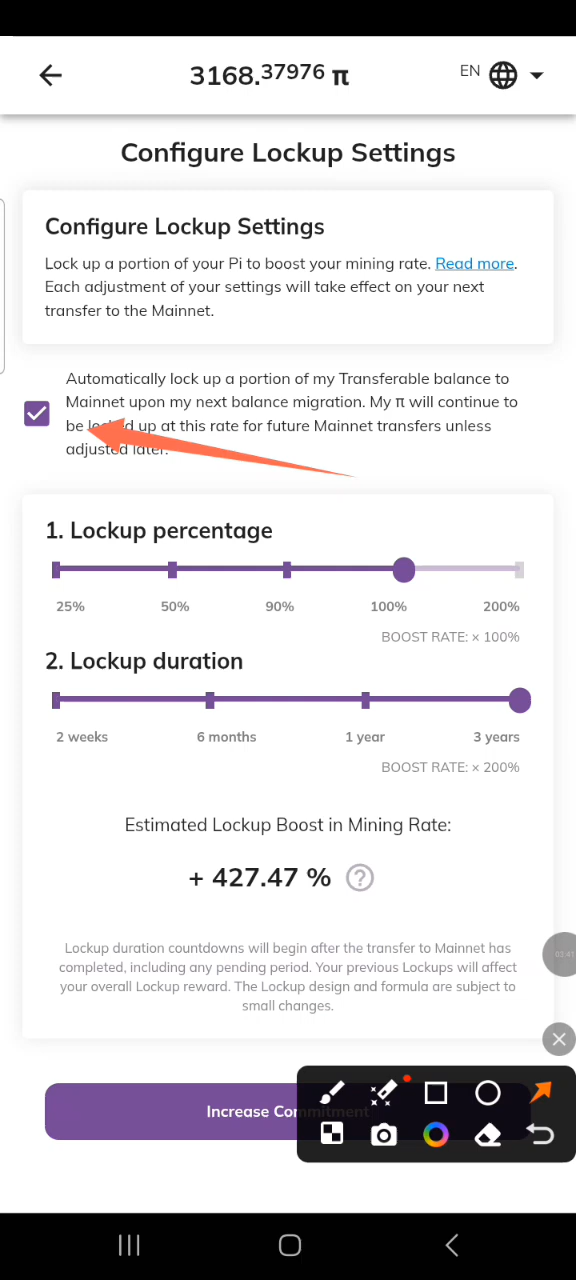 3168.37976 π
EN
Configure Lockup Settings
Configure Lockup Settings
Lock up a portion of your Pi to boost your mining rate. Read more.
Each adjustment of your settings will take effect on your next
transfer to the Mainnet.
Automatically lock up a portion of my Transferable balance to
Mainnet upon my next balance migration. My π will continue to
be locked up at this rate for future Mainnet transfers unless
adjusted later.
1. Lockup percentage
25% 50% 90% 100% 200%
BOOST RATE: × 100%
2. Lockup duration
2 weeks 6 months 1 year 3 years
BOOST RATE: × 200%
Estimated Lockup Boost in Mining Rate:
+ 427.47 % ?
Lockup duration countdowns will begin after the transfer to Mainnet has
completed, including any pending period. Your previous Lockups will affect
your overall Lockup reward. The Lockup design and formula are subject to
small changes.
03:41
Increase Commitment